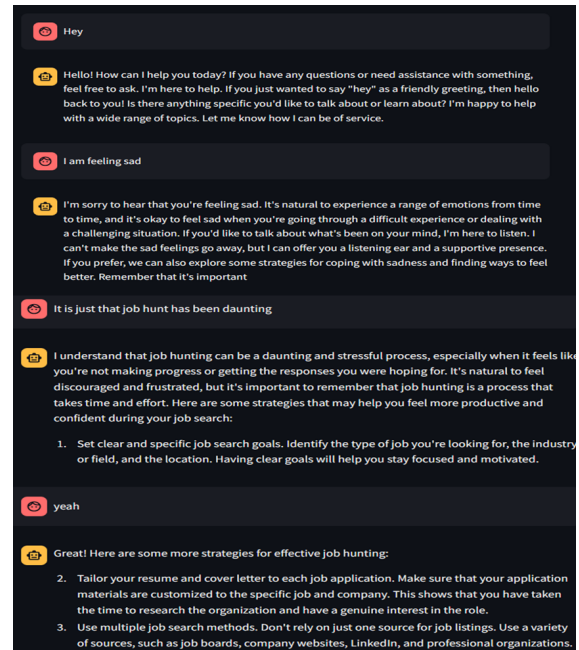 Hey
Hello! How can I help you today? If you have any questions or need assistance with something,
feel free to ask. I'm here to help. If you just wanted to say "hey" as a friendly greeting, then hello
back to you! Is there anything specific you'd like to talk about or learn about? I'm happy to help
with a wide range of topics. Let me know how I can be of service.
I am feeling sad
I'm sorry to hear that you're feeling sad. It's natural to experience a range of emotions from time
to time, and it's okay to feel sad when you're going through a difficult experience or dealing with
a challenging situation. If you'd like to talk about what's been on your mind, I'm here to listen. I
can't make the sad feelings go away, but I can offer you a listening ear and a supportive presence.
If you prefer, we can also explore some strategies for coping with sadness and finding ways to feel
better. Remember that it's important
It is just that job hunt has been daunting
I understand that job hunting can be a daunting and stressful process, especially when it feels like
you're not making progress or getting the responses you were hoping for. It's natural to feel
discouraged and frustrated, but it's important to remember that job hunting is a process that
takes time and effort. Here are some strategies that may help you feel more productive and
confident during your job search:
1. Set clear and specific job search goals. Identify the type of job you're looking for, the industry
or field, and the location. Having clear goals will help you stay focused and motivated.
yeah
Great! Here are some more strategies for effective job hunting:
2. Tailor your resume and cover letter to each job application. Make sure that your application
materials are customized to the specific job and company. This shows that you have taken
the time to research the organization and have a genuine interest in the role.
3. Use multiple job search methods. Don't rely on just one source for job listings. Use a variety
of sources, such as job boards, company websites, LinkedIn, and professional organizations.